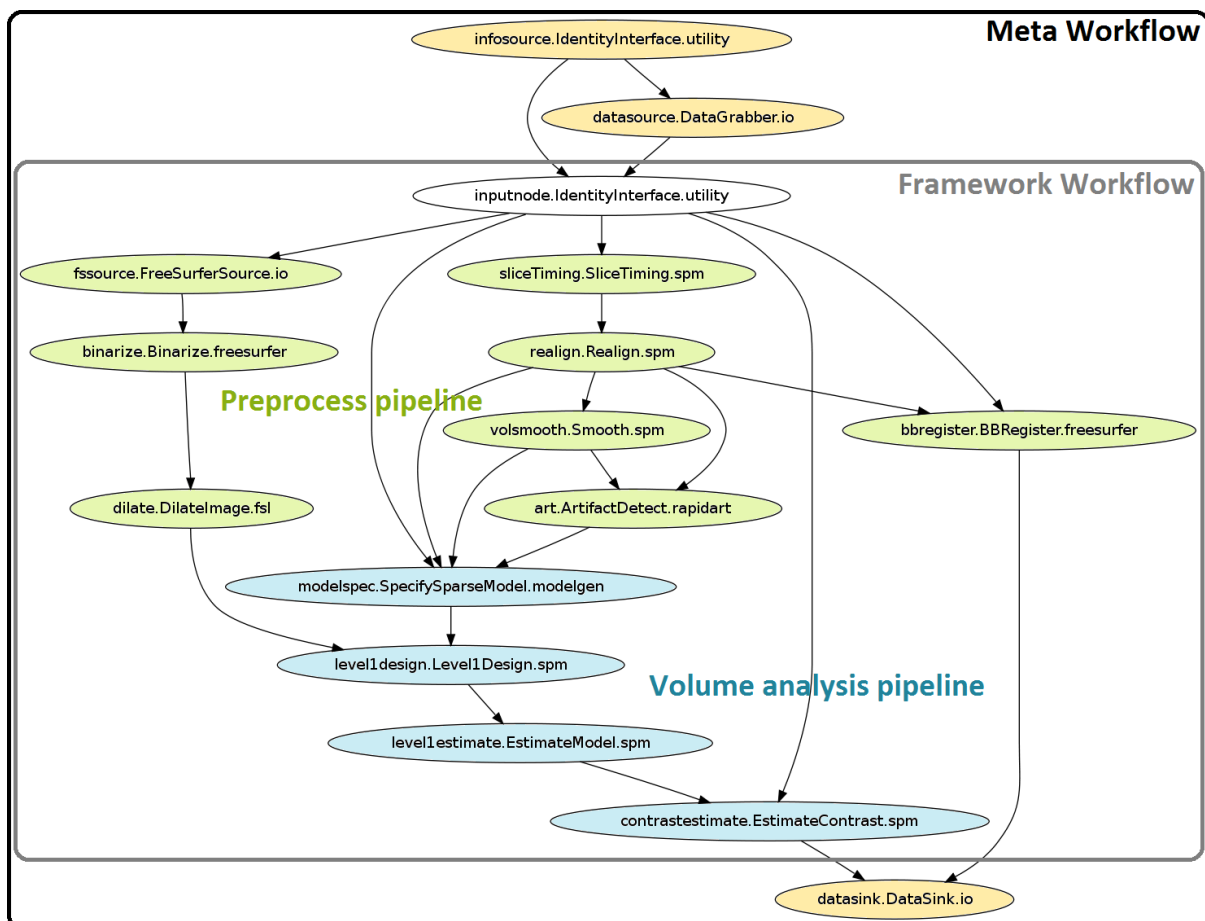 infosource.IdentityInterface.utility
Meta Workflow
datasource.DataGrabber.io
Framework Workflow
inputnode.IdentityInterface.utility
fssource.FreeSurferSource.io
sliceTiming.SliceTiming.spm
binarize.Binarize.freesurfer
realign.Realign.spm
Preprocess pipeline
volsmooth.Smooth.spm
bbregister.BBRegister.freesurfer
dilate.DilateImage.fsl
art.ArtifactDetect.rapidart
modelspec.SpecifySparseModel.modelgen
level1design.Level1Design.spm
Volume analysis pipeline
level1estimate.EstimateModel.spm
contrastestimate.EstimateContrast.spm
datasink.DataSink.io